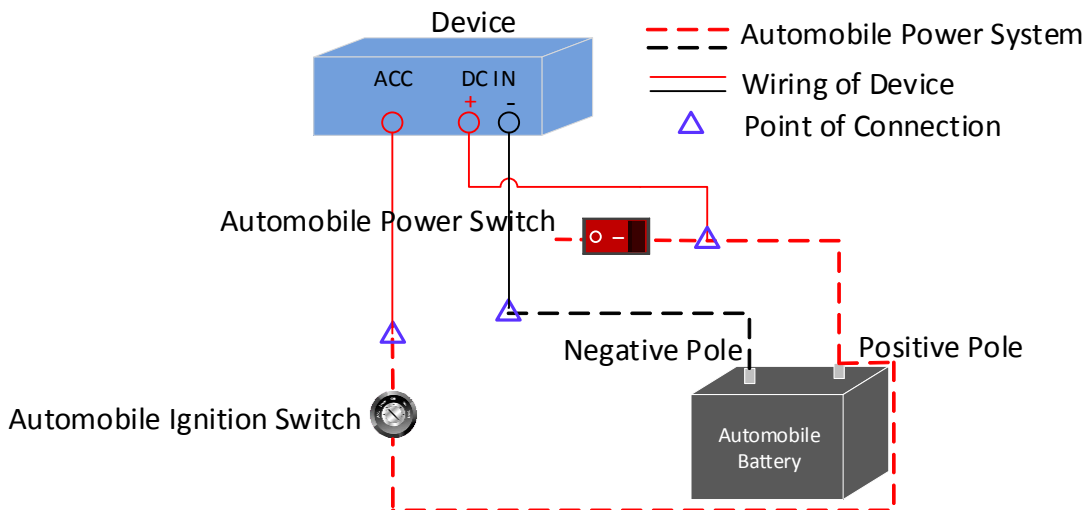 Device
Automobile Power System
ACC
DC IN
+
-
Wiring of Device
Point of Connection
Automobile Power Switch
Negative Pole
Positive Pole
Automobile Ignition Switch
Automobile
Battery